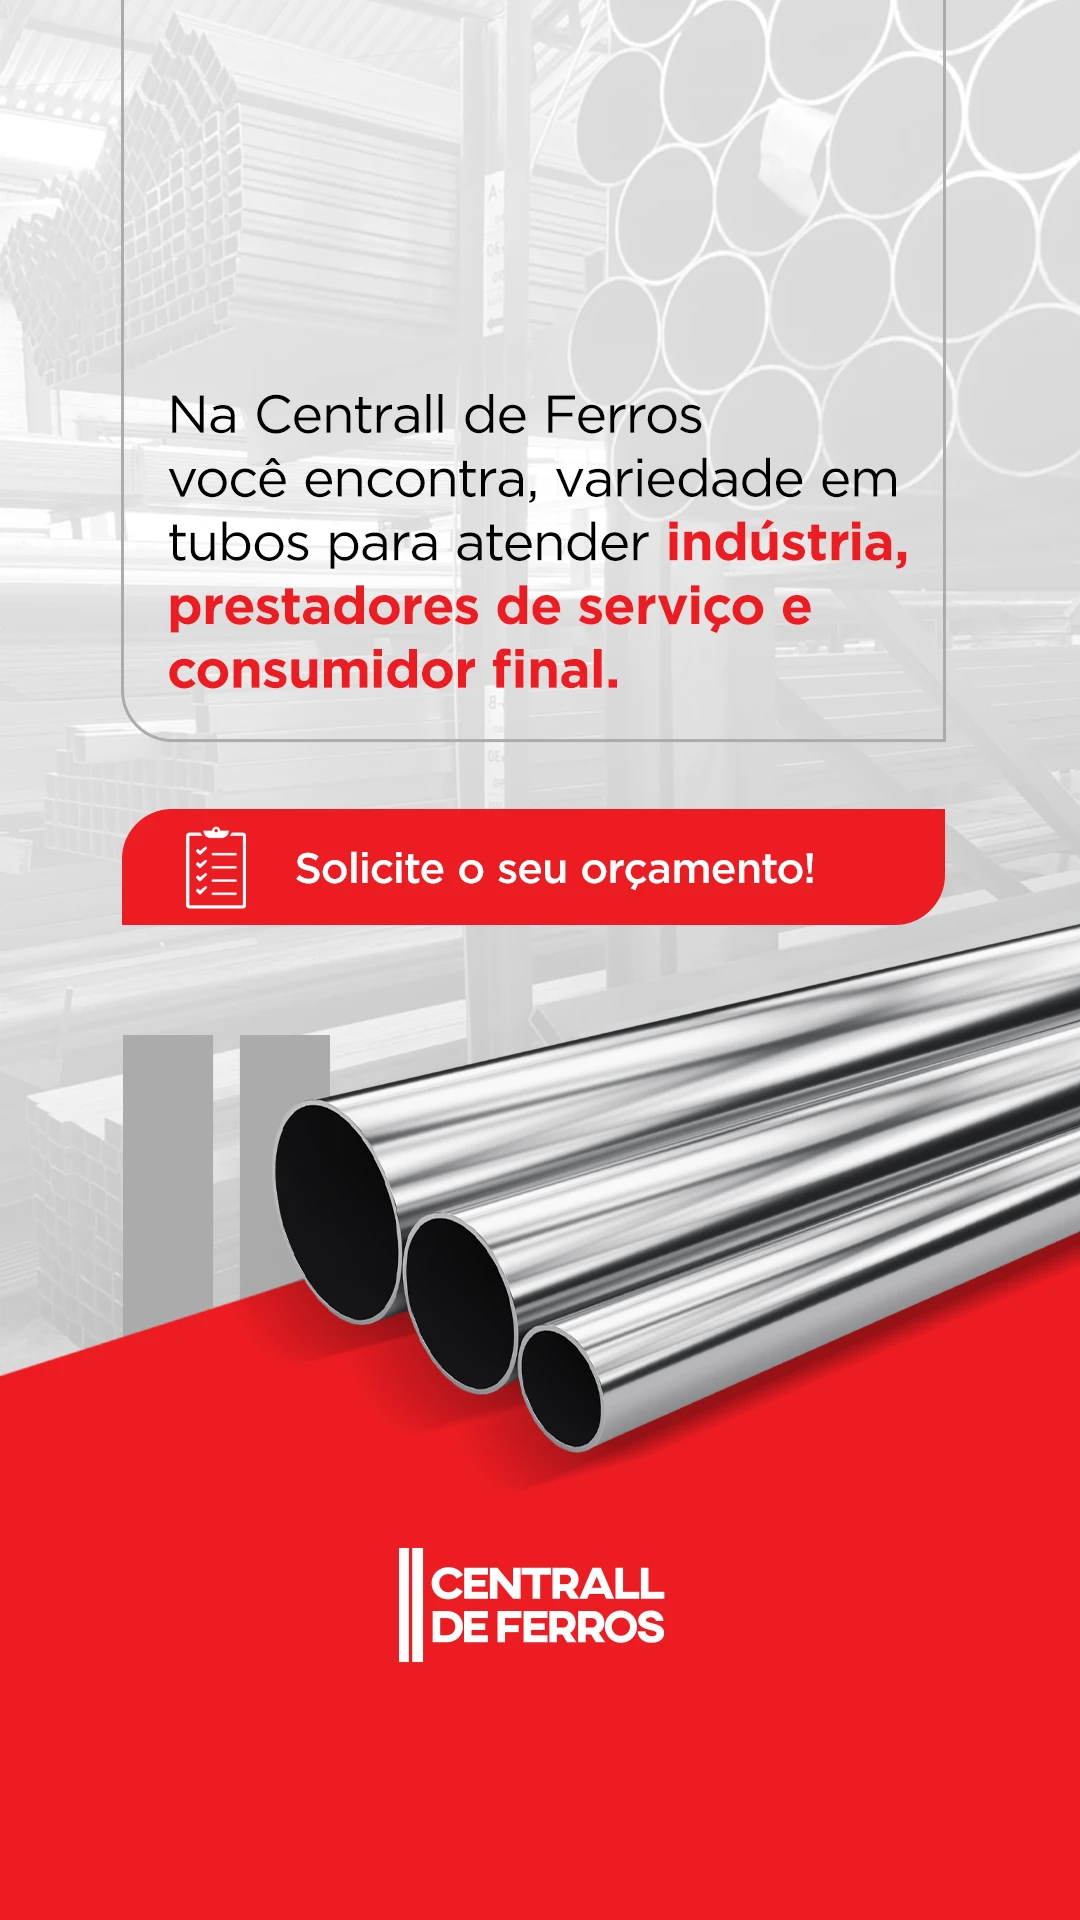 Na Centrall de Ferros
você encontra, variedade em
tubos para atender indústria,
prestadores de serviço e
consumidor final.
Solicite o seu orçamento!
CENTRALL
DE FERROS